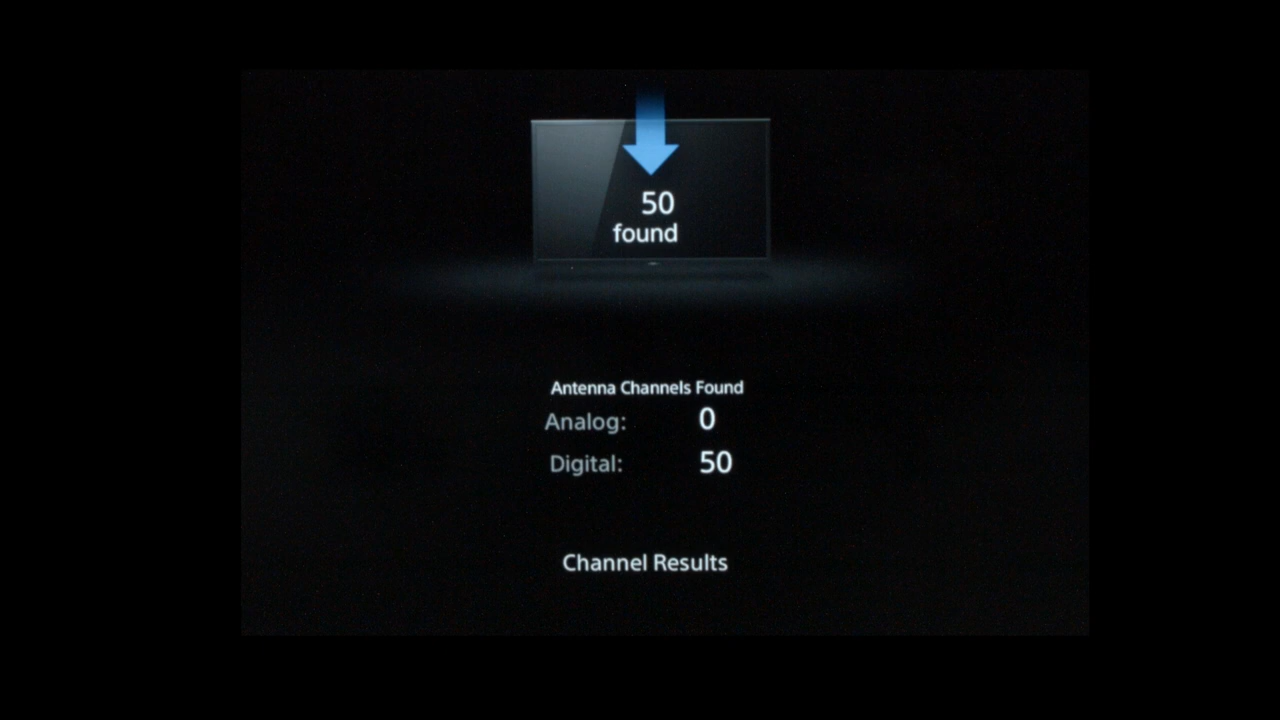 50
found
Antenna Channels Found
Analog: 0
Digital: 50
Channel Results